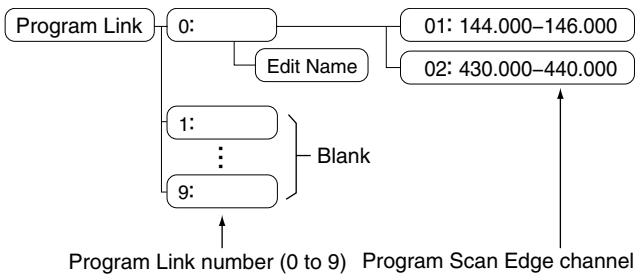 Program Link
0:
01: 144.000–146.000
Edit Name
02: 430.000–440.000
1:
⋮
Blank
9:
Program Link number (0 to 9)
Program Scan Edge channel